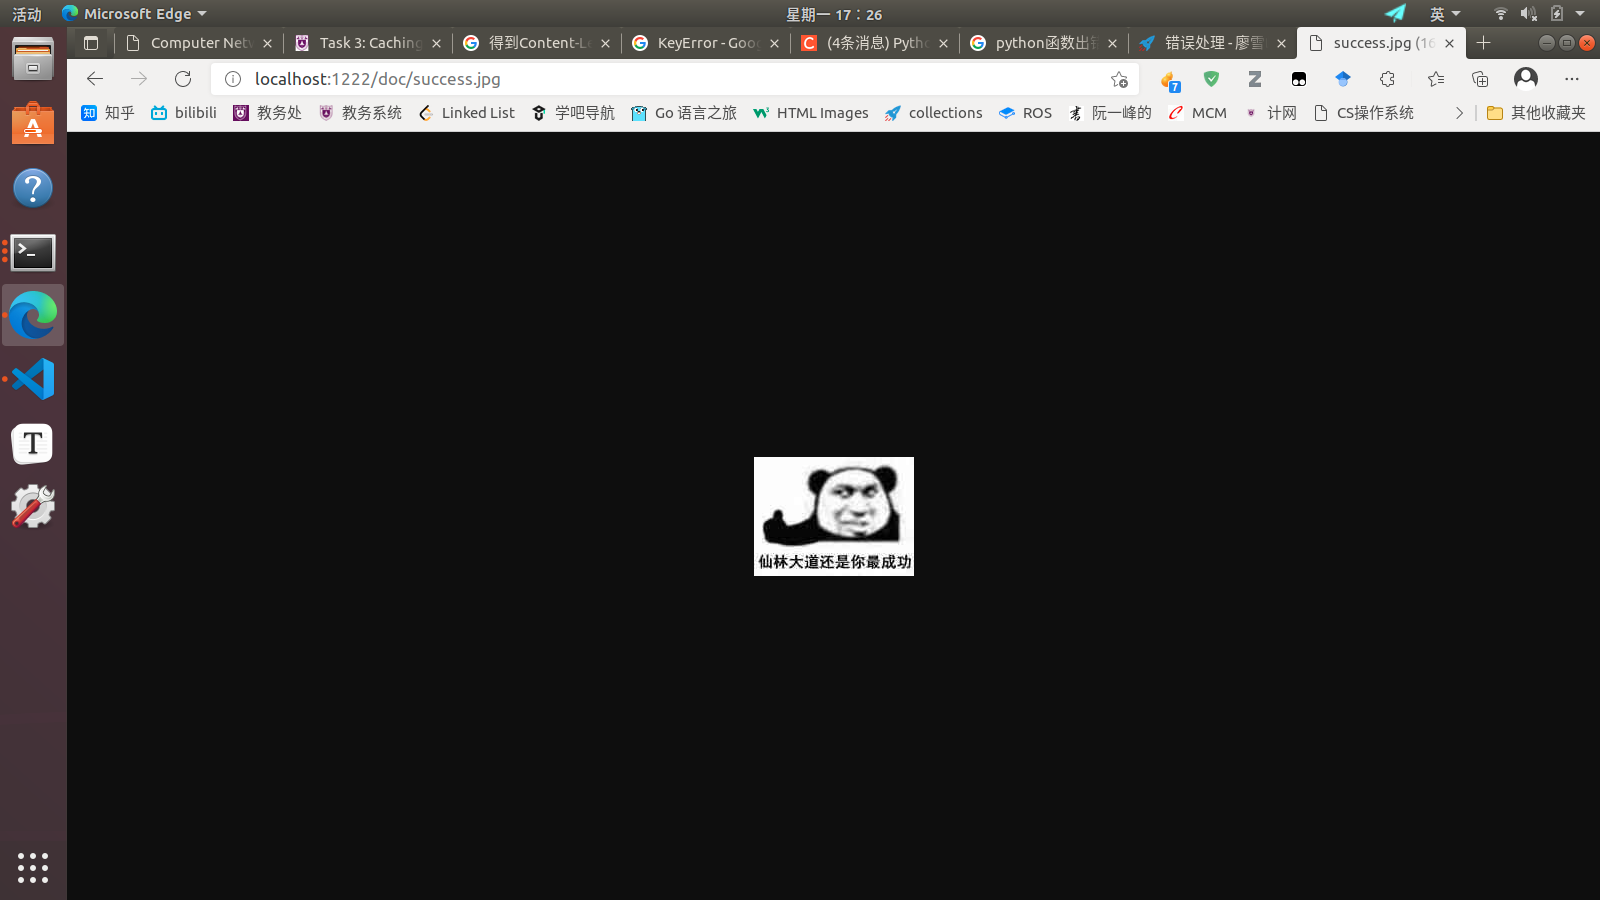 活动 Microsoft Edge 星期一 17：26 英
Computer Netw Task 3: Caching 得到Content-Le KeyError - Goog (4条消息) Pytho python函数出错 错误处理 - 廖雪 success.jpg (16
localhost:1222/doc/success.jpg 7
知乎 bilibili 教务处 教务系统 Linked List 学吧导航 Go 语言之旅 HTML Images collections ROS 阮一峰的 MCM 计网 CS操作系统 其他收藏夹
仙林大道还是你最成功